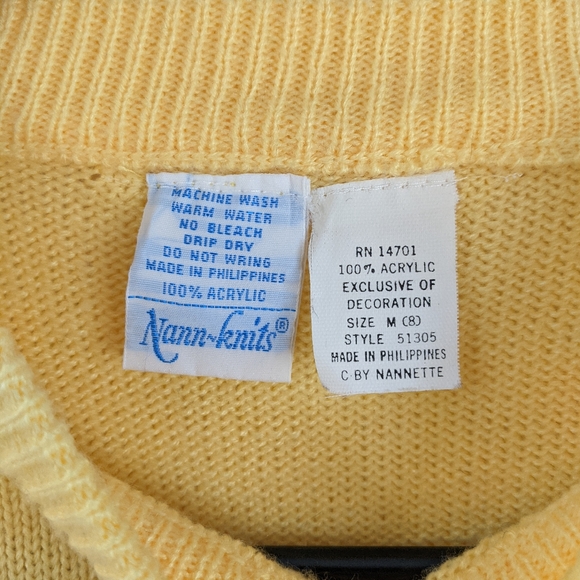 MACHINE WASH
WARM WATER
NO BLEACH
DRIP DRY
DO NOT WRING
MADE IN PHILIPPINES
100% ACRYLIC
Nann~knits®
RN 14701
100% ACRYLIC
EXCLUSIVE OF
DECORATION
SIZE M (8)
STYLE 51305
MADE IN PHILIPPINES
C BY NANNETTE